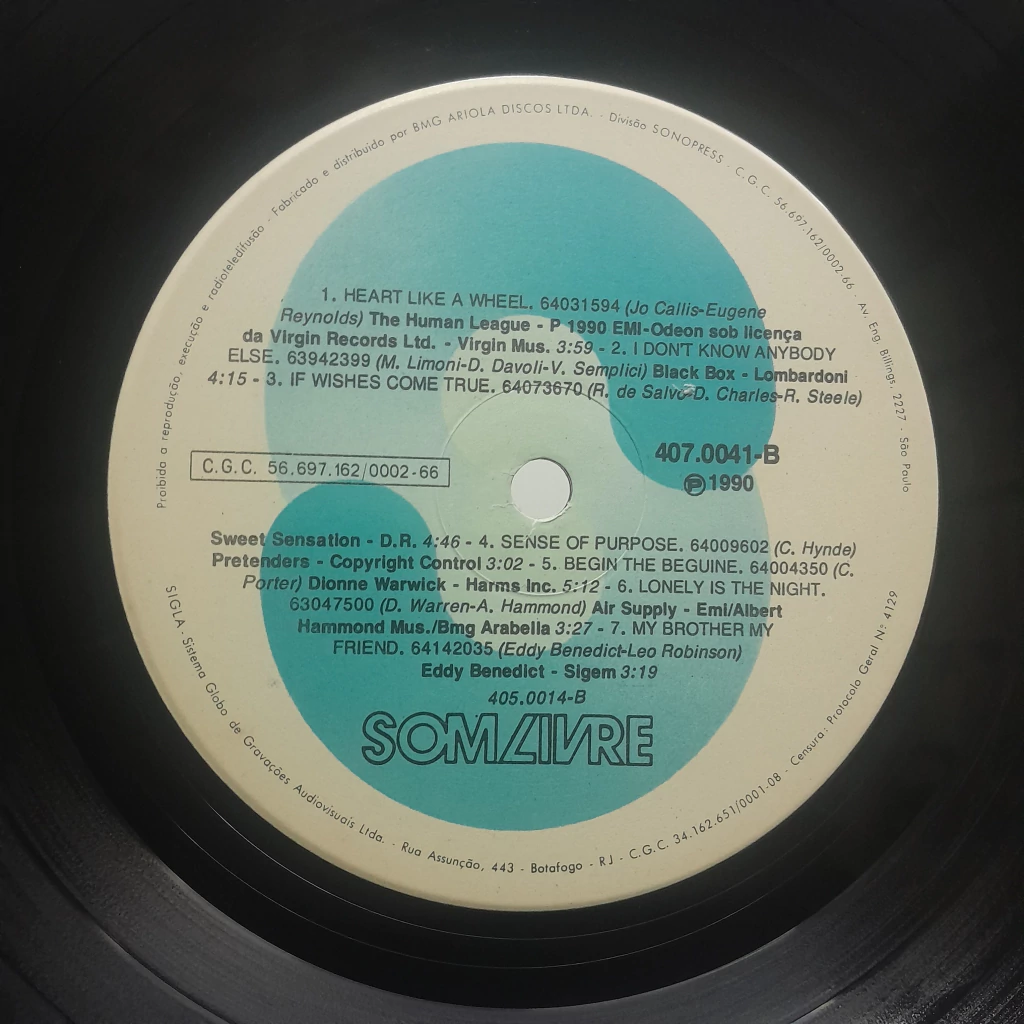 Proibida a reprodução, execução e radioteledifusão - Fabricado e distribuido por BMG ARIOLA DISCOS LTDA. - Divisão SONOPRESS - C.G.C. 56.697.162/0002-66 - Av. Eng. Billings, 2227 - São Paulo
1. HEART LIKE A WHEEL. 64031594 (Jo Callis-Eugene
Reynolds) The Human League - P 1990 EMI-Odeon sob licença
da Virgin Records Ltd. - Virgin Mus. 3:59 - 2. I DON'T KNOW ANYBODY
ELSE. 63942399 (M. Limoni-D. Davoli-V. Semplici) Black Box - Lombardoni
4:15 - 3. IF WISHES COME TRUE. 64073670 (R. de Salvo-D. Charles-R. Steele)
407.0041-B
C.G.C. 56.697.162/0002-66
℗ 1990
Sweet Sensation - D.R. 4:46 - 4. SENSE OF PURPOSE. 64009602 (C. Hynde)
Pretenders - Copyright Control 3:02 - 5. BEGIN THE BEGUINE. 64004350 (C.
Porter) Dionne Warwick - Harms Inc. 5:12 - 6. LONELY IS THE NIGHT.
63047500 (D. Warren-A. Hammond) Air Supply - Emi/Albert
Hammond Mus./Bmg Arabella 3:27 - 7. MY BROTHER MY
FRIEND. 64142035 (Eddy Benedict-Leo Robinson)
Eddy Benedict - Sigem 3:19
405.0014-B
SOM LIVRE
SIGLA - Sistema Globo de Gravações Audiovisuais Ltda. - Rua Assunção, 443 - Botafogo - RJ - C.G.C. 34.162.651/0001-08 - Censura: Protocolo Geral Nº 4129